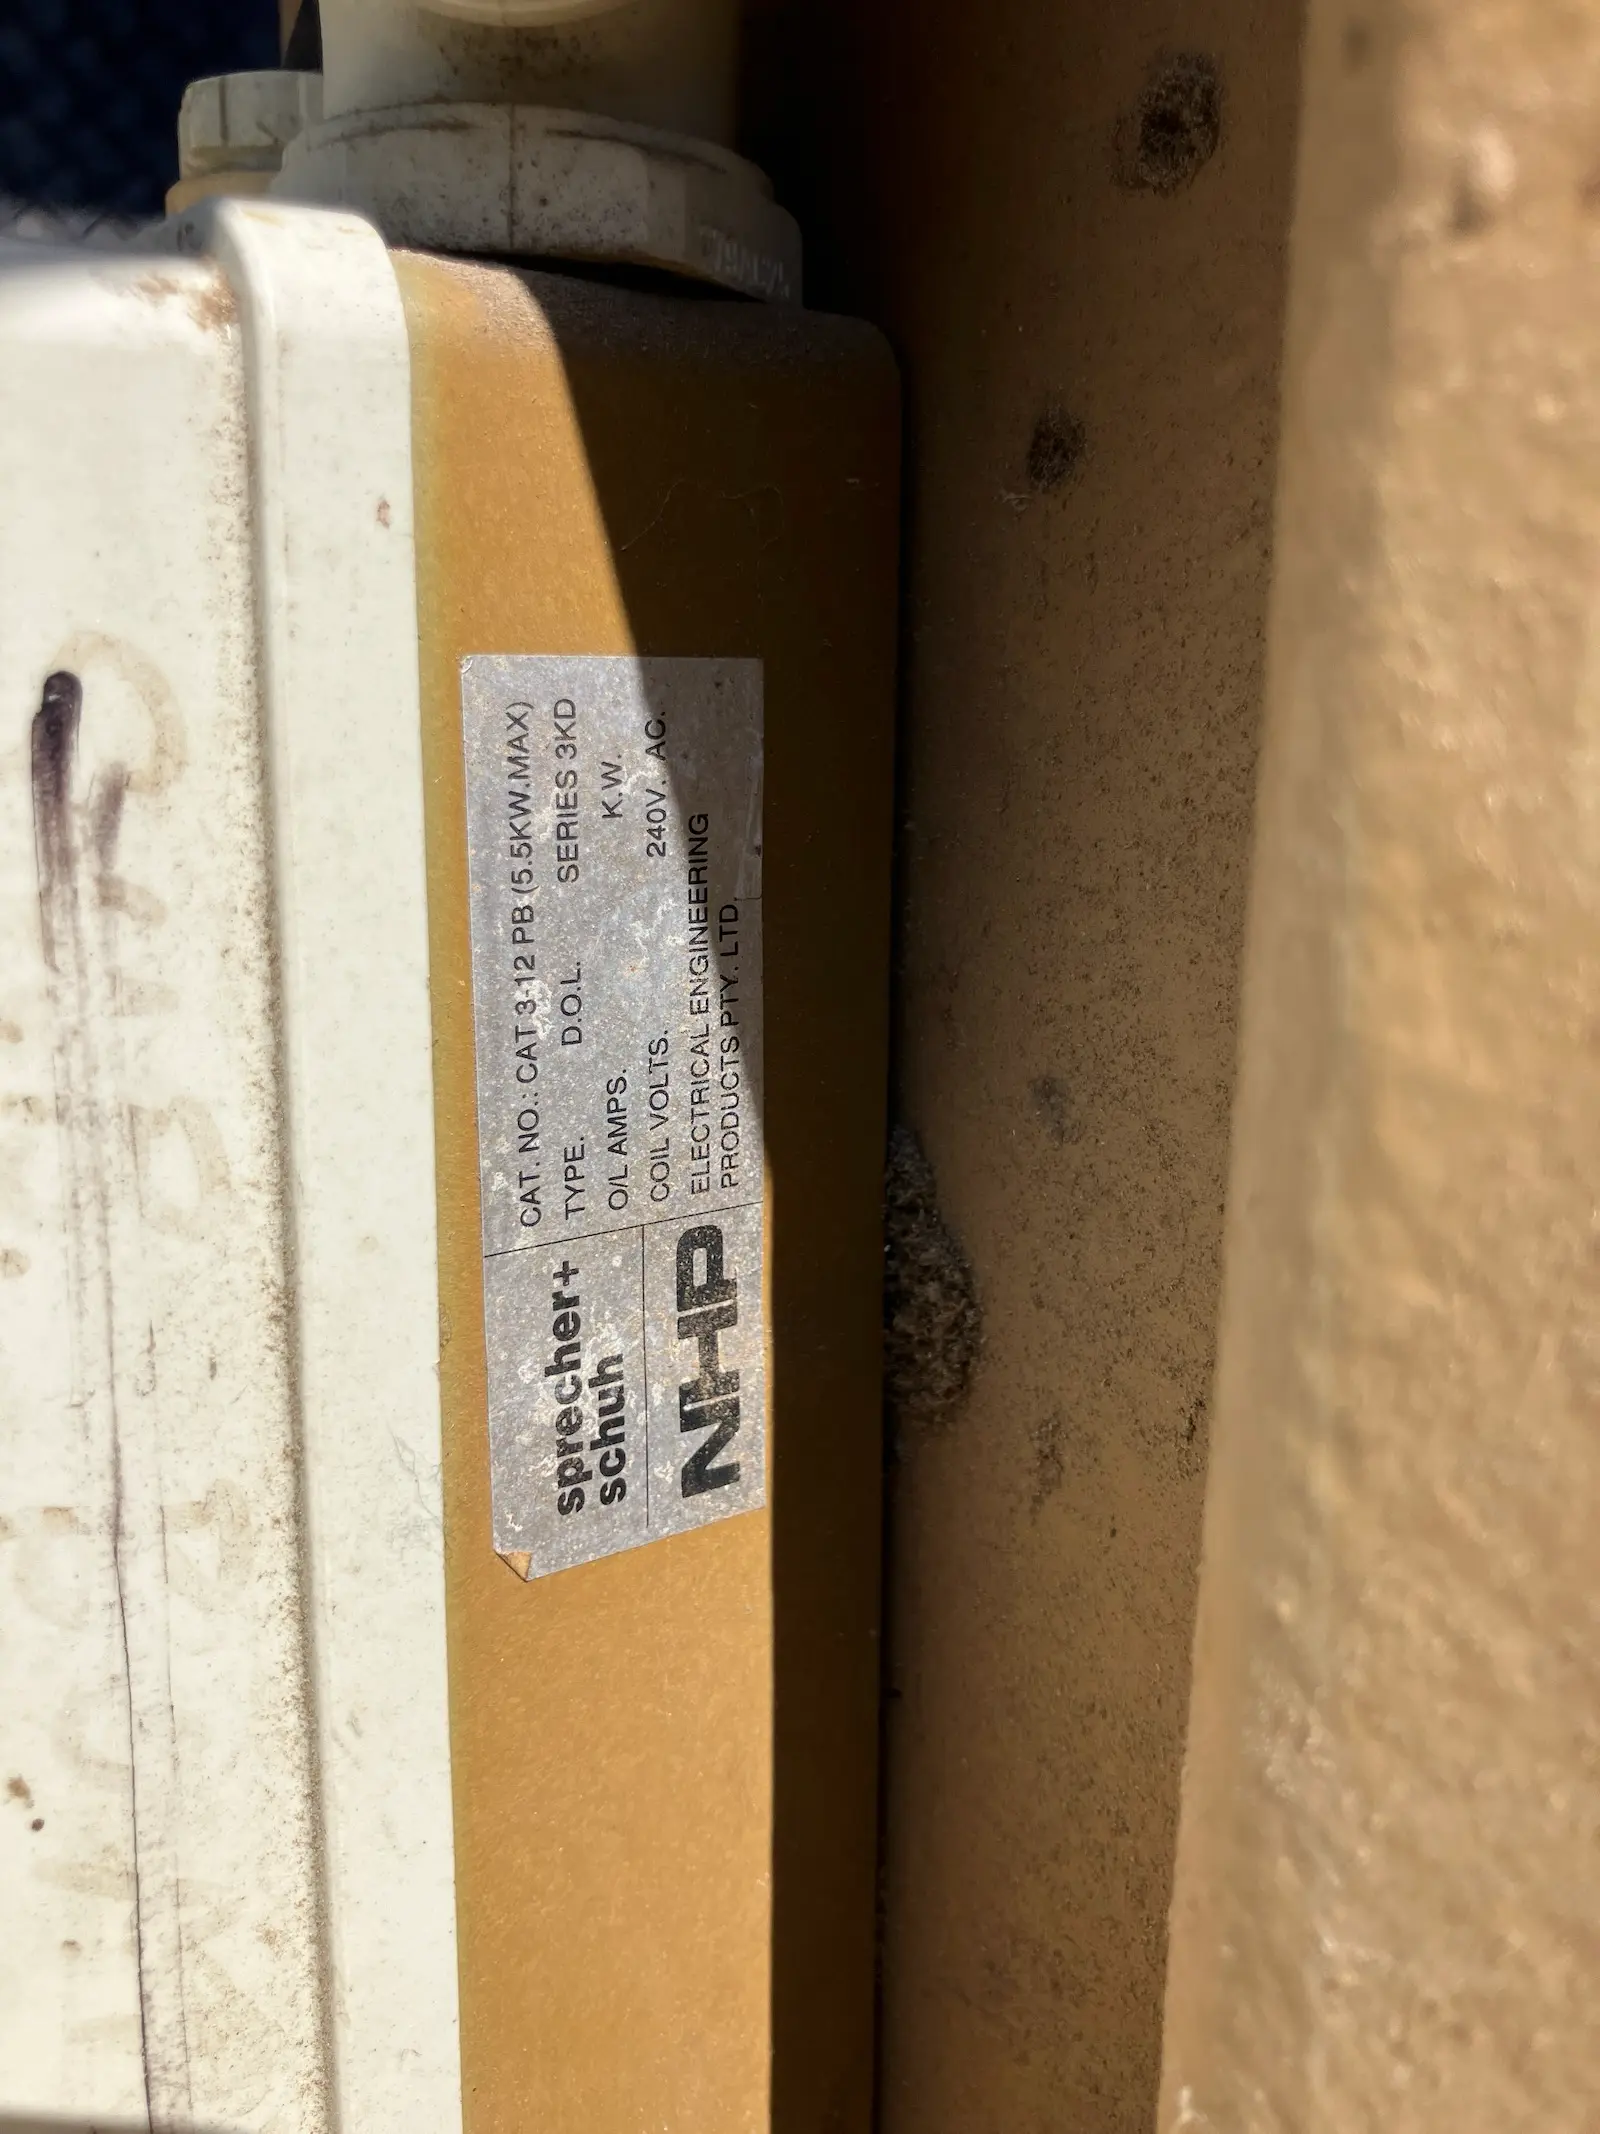 CAT. NO.: CAT 3-12 PB (5.5KW.MAX)
TYPE. D.O.L. SERIES 3KD
O/L AMPS. K.W.
COIL VOLTS. 240V. AC.
ELECTRICAL ENGINEERING
PRODUCTS PTY. LTD.
sprecher+
schuh
NHP